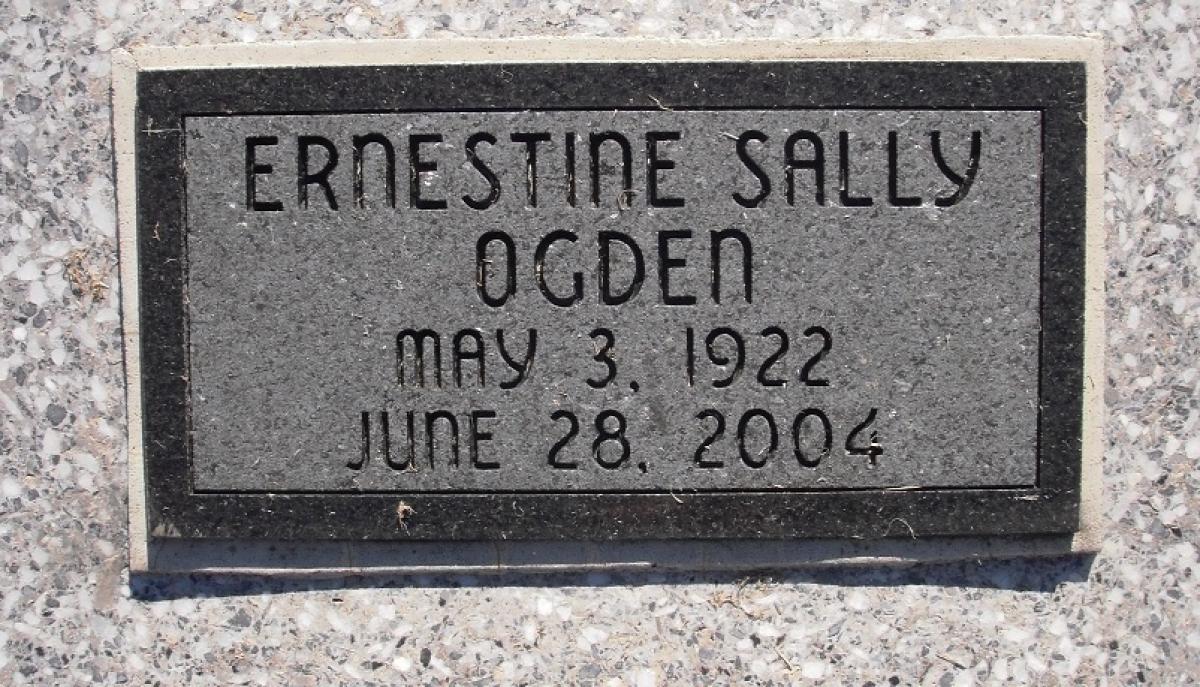 ERNESTINE SALLY
OGDEN
MAY 3, 1922
JUNE 28, 2004